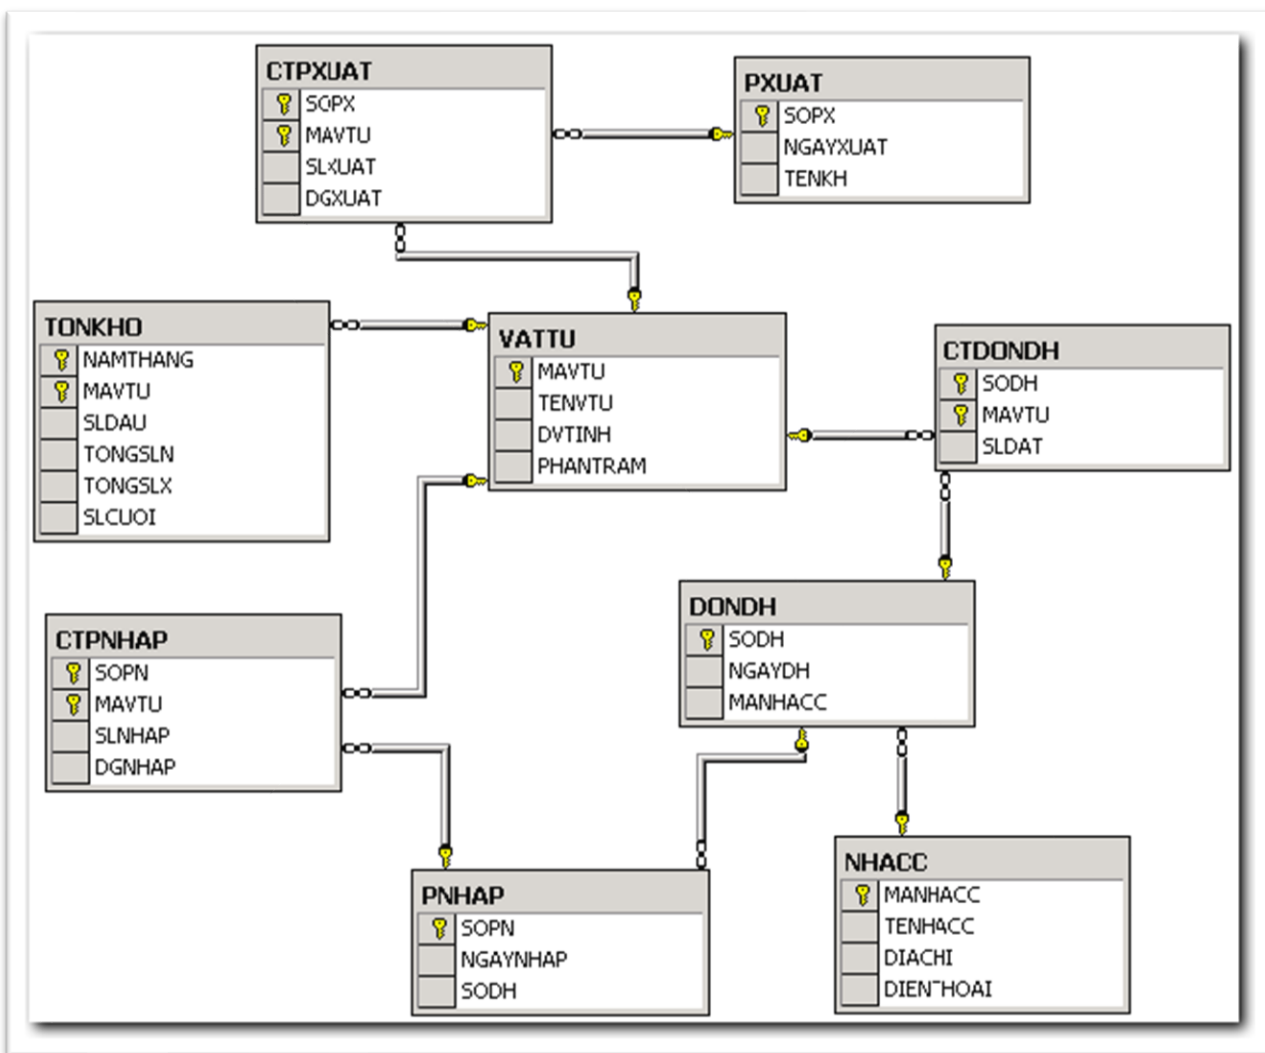 CTPXUAT
SOPX
MAVTU
SLXUAT
DGXUAT
PXUAT
SOPX
NGAYXUAT
TENKH
TONKHO
NAMTHANG
MAVTU
SLDAU
TONGSLN
TONGSLX
SLCUOI
VATTU
MAVTU
TENVTU
DVTINH
PHANTRAM
CTDONDH
SODH
MAVTU
SLDAT
CTPNHAP
SOPN
MAVTU
SLNHAP
DGNHAP
DONDH
SODH
NGAYDH
MANHACC
PNHAP
SOPN
NGAYNHAP
SODH
NHACC
MANHACC
TENHACC
DIACHI
DIENTHOAI